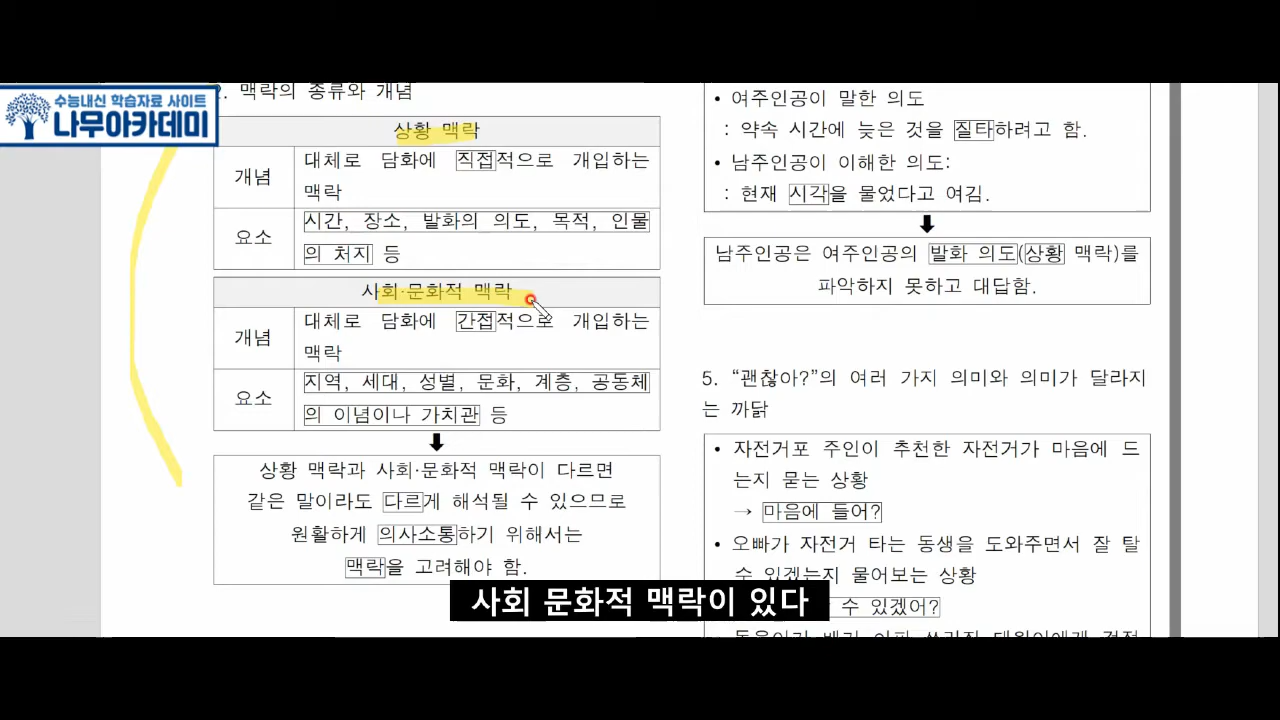 수능내신 학습자료 사이트
나무아카데미
2. 맥락의 종류와 개념
상황 맥락
개념
대체로 담화에 직접적으로 개입하는
맥락
요소
시간, 장소, 발화의 의도, 목적, 인물
의 처지 등
사회·문화적 맥락
개념
대체로 담화에 간접적으로 개입하는
맥락
요소
지역, 세대, 성별, 문화, 계층, 공동체
의 이념이나 가치관 등
상황 맥락과 사회·문화적 맥락이 다르면
같은 말이라도 다르게 해석될 수 있으므로
원활하게 의사소통하기 위해서는
맥락을 고려해야 함.
• 여주인공이 말한 의도
: 약속 시간에 늦은 것을 질타하려고 함.
• 남주인공이 이해한 의도:
: 현재 시각을 물었다고 여김.
남주인공은 여주인공의 발화 의도(상황 맥락)를
파악하지 못하고 대답함.
5. “괜찮아?”의 여러 가지 의미와 의미가 달라지
는 까닭
• 자전거포 주인이 추천한 자전거가 마음에 드
는지 묻는 상황
→ 마음에 들어?
• 오빠가 자전거 타는 동생을 도와주면서 잘 탈
수 있겠는지 물어보는 상황
수 있겠어?
사회 문화적 맥락이 있다